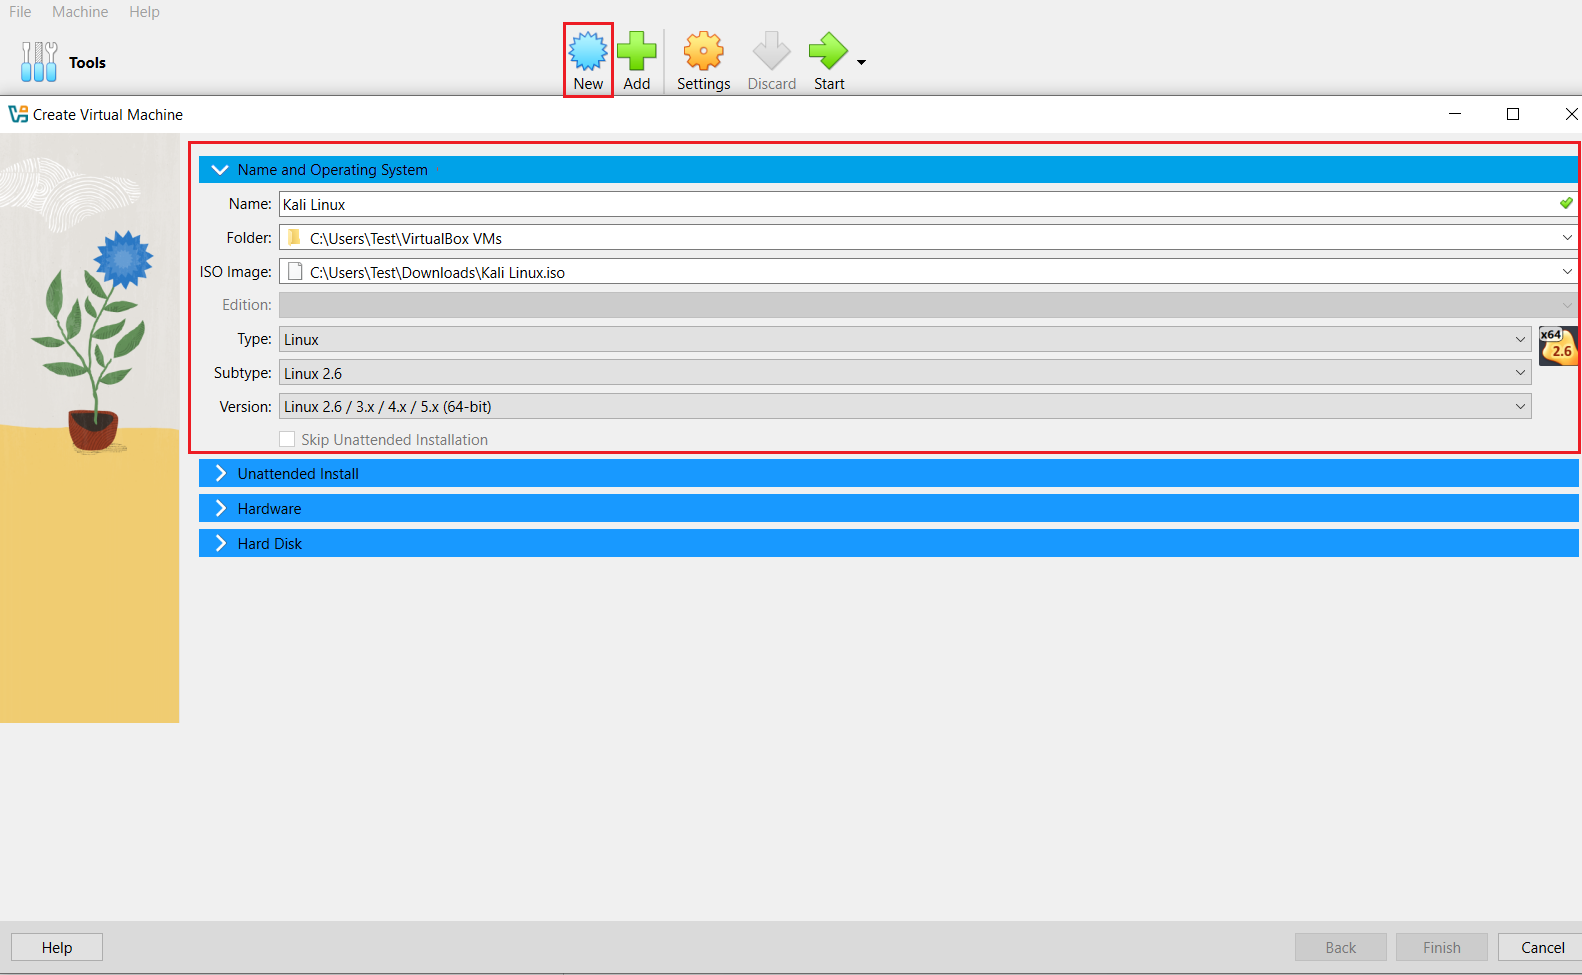 File Machine Help
Tools
New Add Settings Discard Start
Create Virtual Machine
Name and Operating System
Name: Kali Linux
Folder: C:\Users\Test\VirtualBox VMs
ISO Image: C:\Users\Test\Downloads\Kali Linux.iso
Edition:
Type: Linux
x64
2.6
Subtype: Linux 2.6
Version: Linux 2.6 / 3.x / 4.x / 5.x (64-bit)
Skip Unattended Installation
Unattended Install
Hardware
Hard Disk
Help Back Finish Cancel